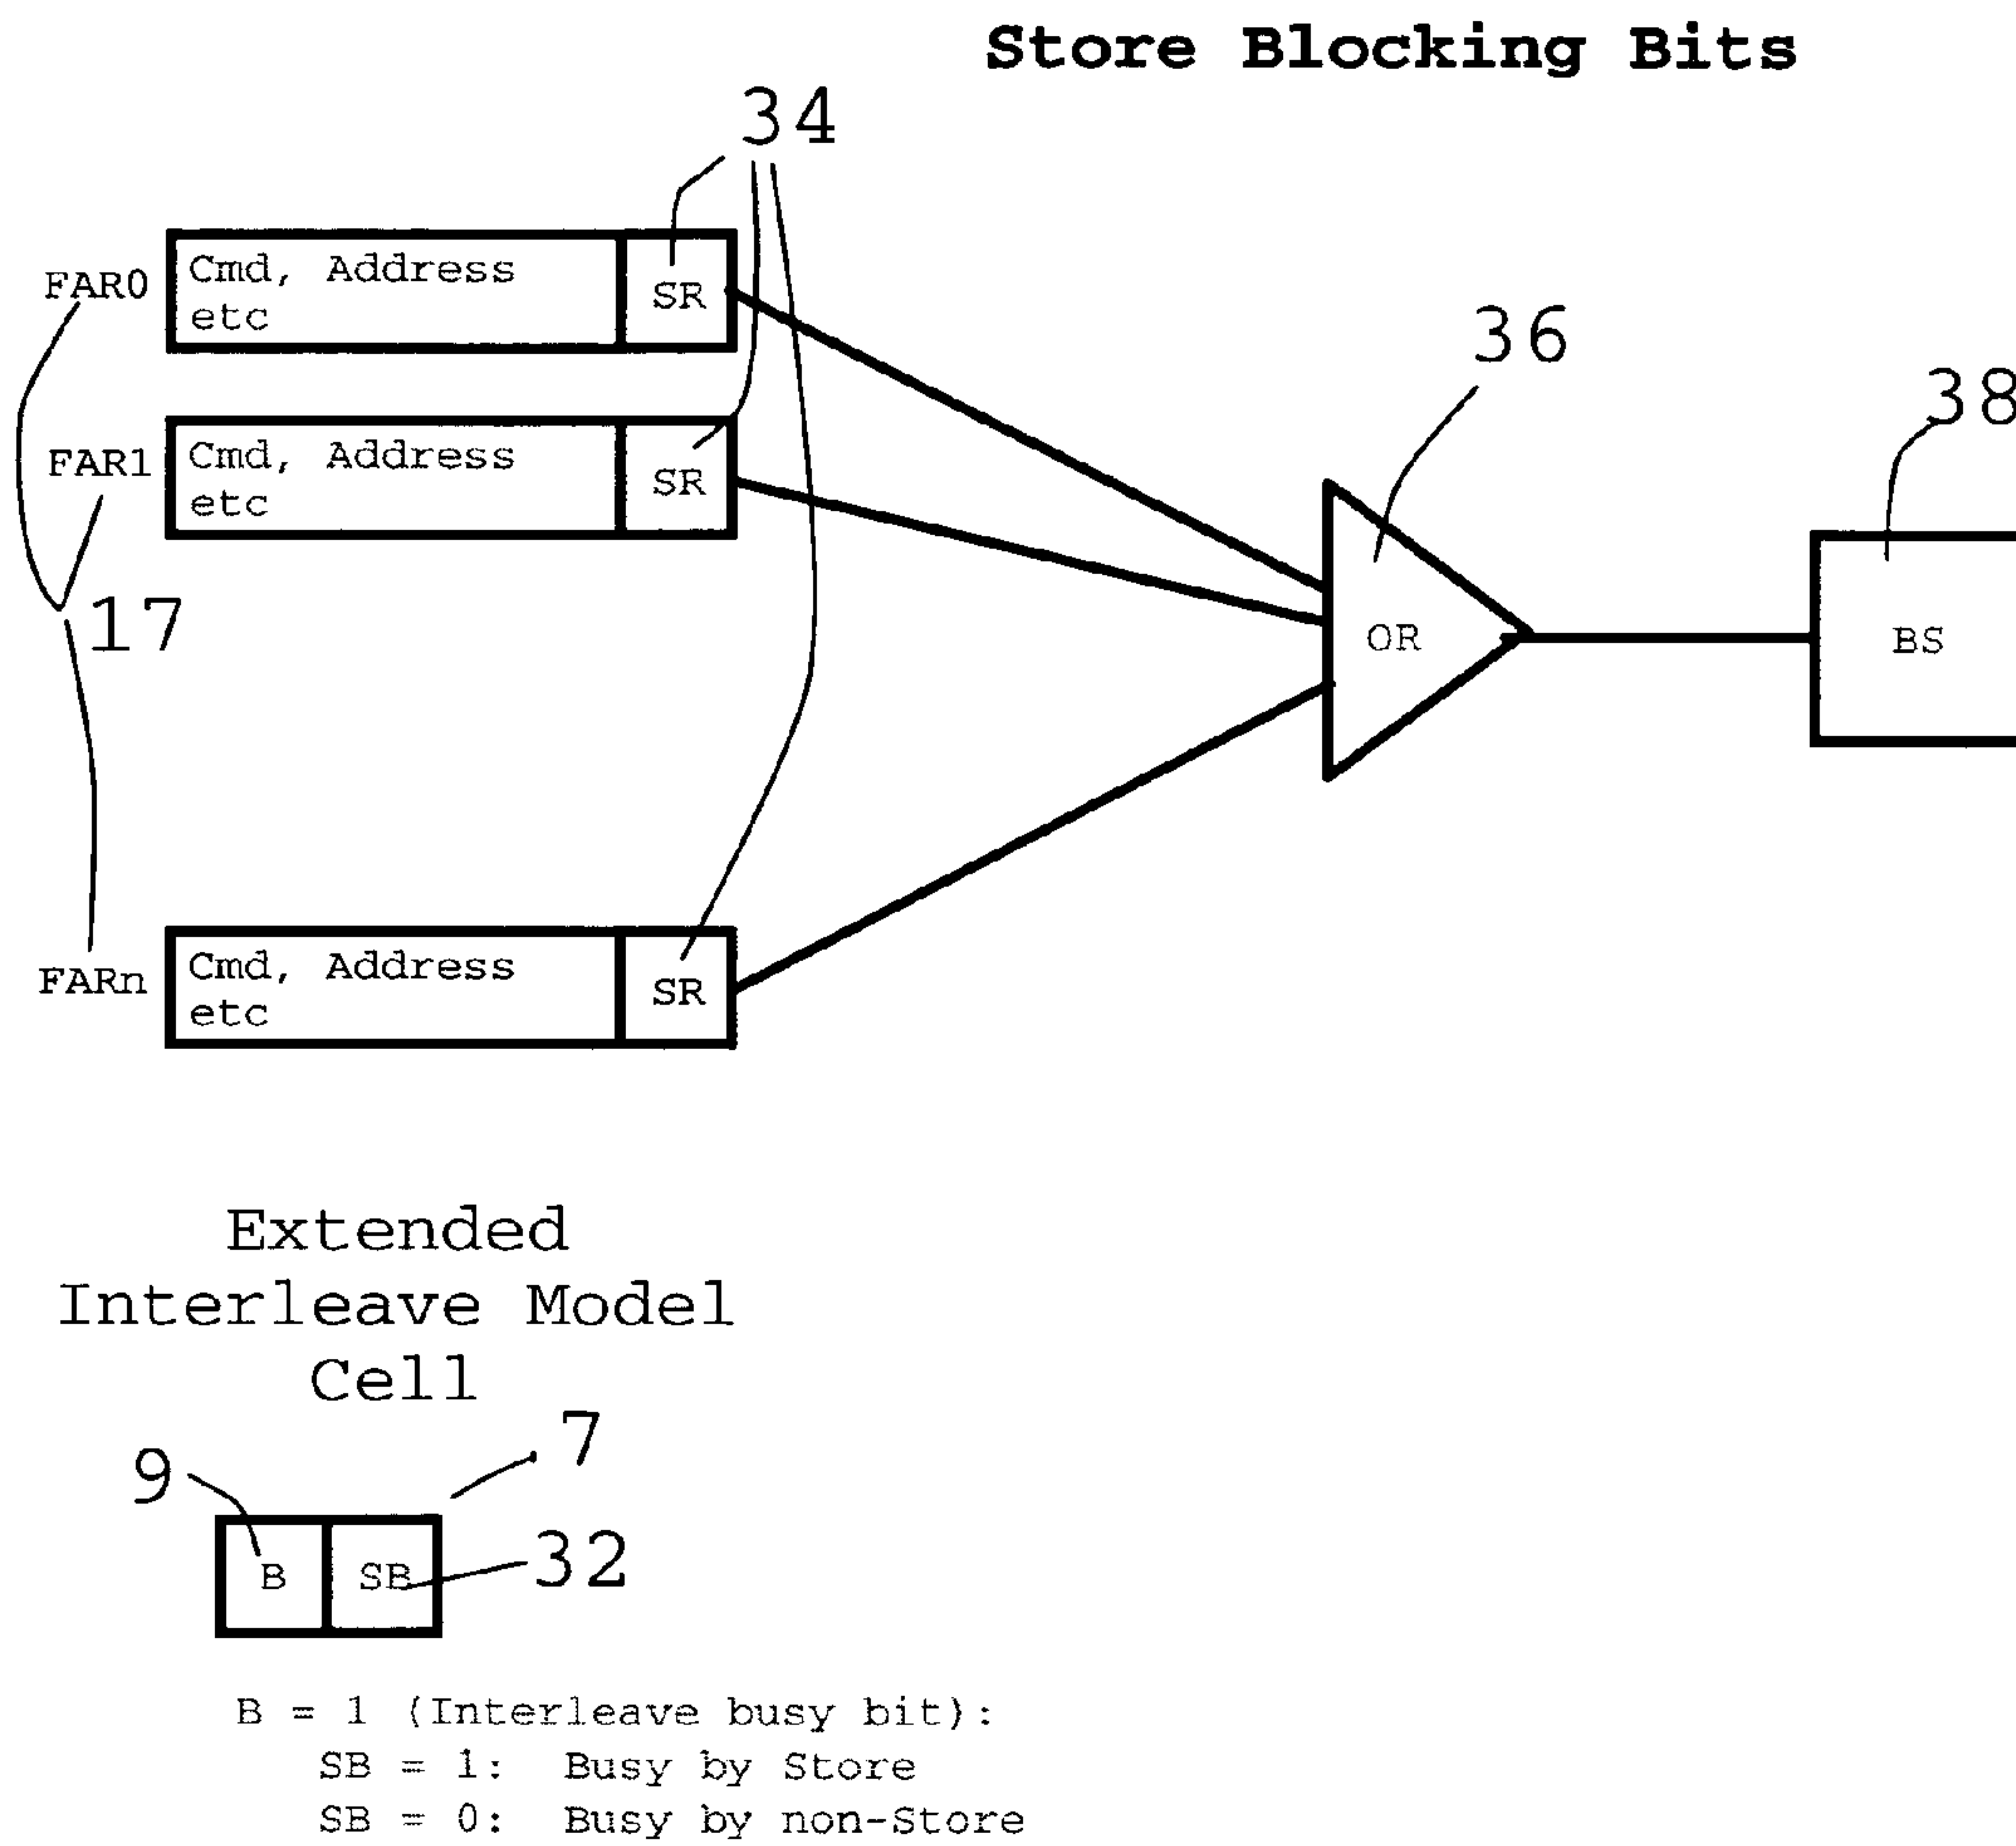 Store Blocking Bits
34
FAR0
Cmd, Address
etc
SR
36
38
FAR1
Cmd, Address
etc
SR
17
OR
BS
FARn
Cmd, Address
etc
SR
Extended
Interleave Model
Cell
7
9
B
SB
32
B = 1 (Interleave busy bit):
SB = 1: Busy by Store
SB = 0: Busy by non-Store